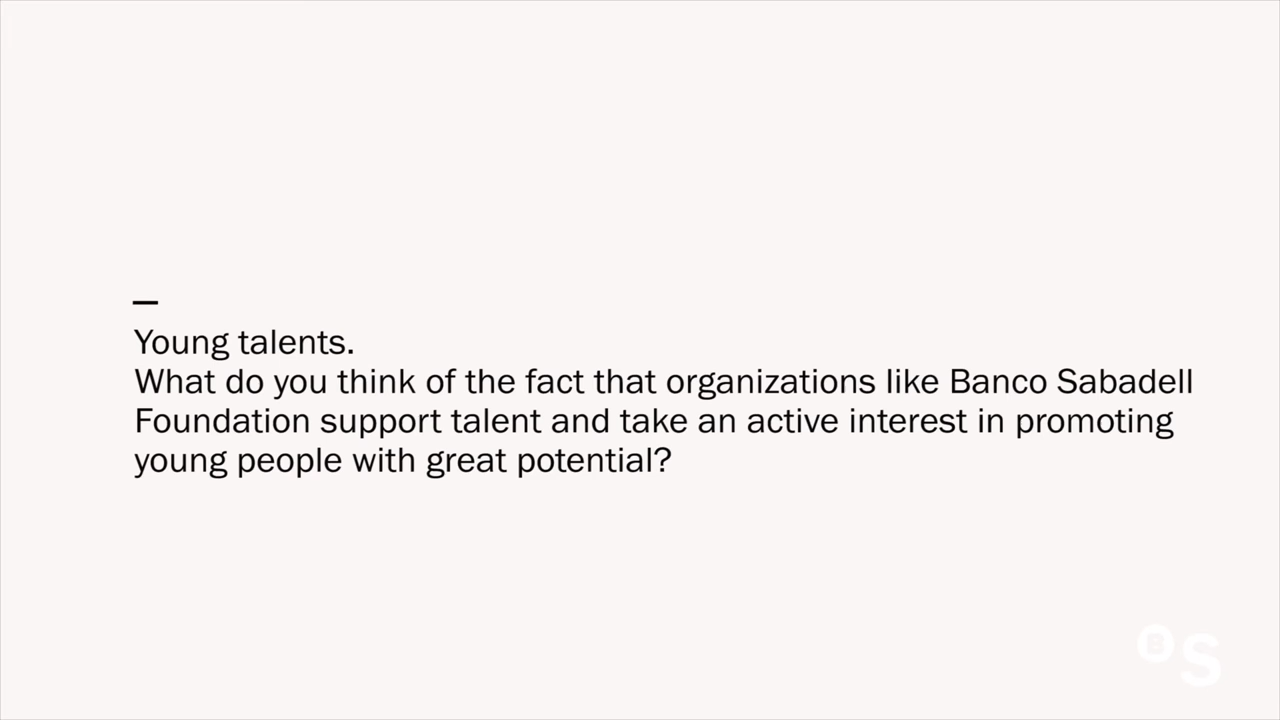 Young talents.
What do you think of the fact that organizations like Banco Sabadell
Foundation support talent and take an active interest in promoting
young people with great potential?
BS